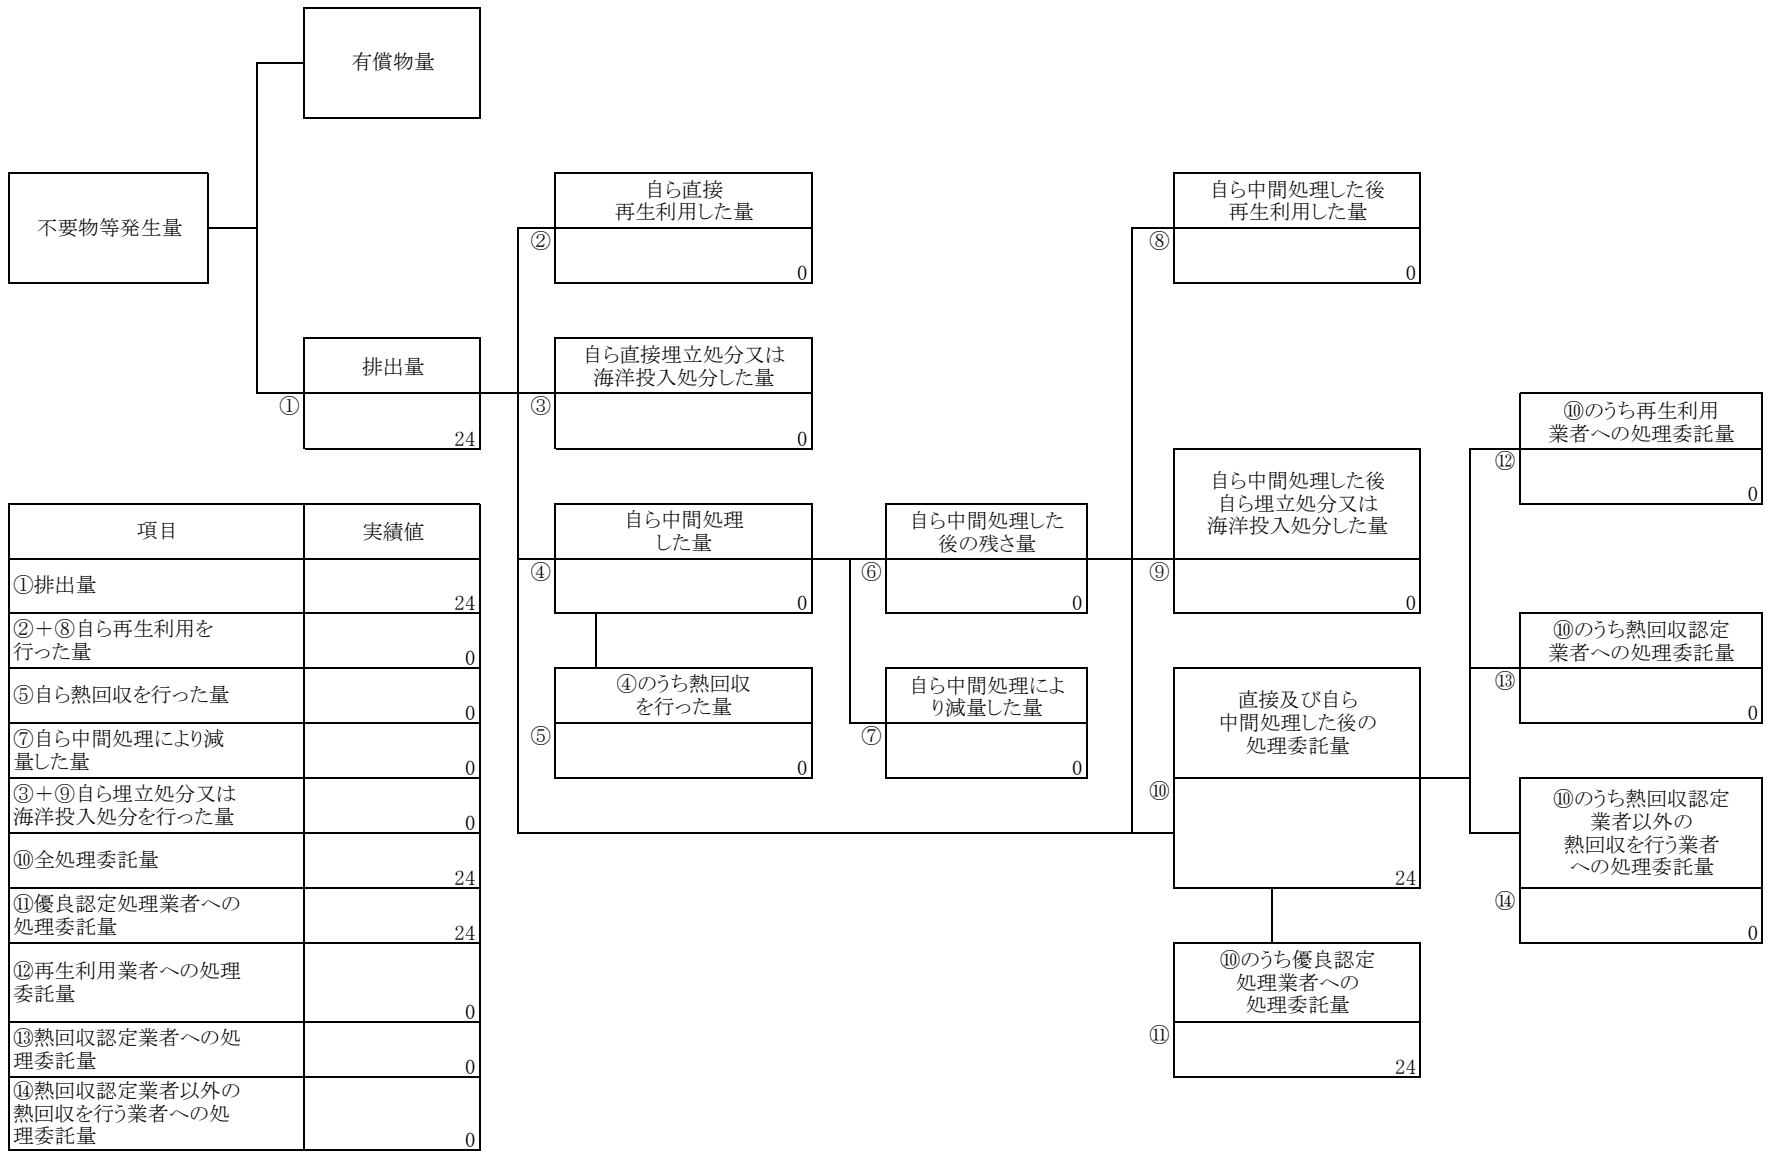 有償物量
不要物等発生量
自ら直接
再生利用した量
②
0
自ら中間処理した後
再生利用した量
⑧
0
排出量
①
24
自ら直接埋立処分又は
海洋投入処分した量
③
0
⑩のうち再生利用
業者への処理委託量
⑫
0
自ら中間処理
した量
④
0
自ら中間処理した
後の残さ量
⑥
0
自ら中間処理した後
自ら埋立処分又は
海洋投入処分した量
⑨
0
④のうち熱回収
を行った量
⑤
0
自ら中間処理によ
り減量した量
⑦
0
直接及び自ら
中間処理した後の
処理委託量
⑩
24
⑩のうち熱回収認定
業者への処理委託量
⑬
0
⑩のうち熱回収認定
業者以外の
熱回収を行う業者
への処理委託量
⑭
0
⑩のうち優良認定
処理業者への
処理委託量
⑪
24
項目 実績値
①排出量
24
②＋⑧自ら再生利用を
行った量
0
⑤自ら熱回収を行った量
0
⑦自ら中間処理により減
量した量
0
③＋⑨自ら埋立処分又は
海洋投入処分を行った量
0
⑩全処理委託量
24
⑪優良認定処理業者への
処理委託量
24
⑫再生利用業者への処理
委託量
0
⑬熱回収認定業者への処
理委託量
0
⑭熱回収認定業者以外の
熱回収を行う業者への処
理委託量
0